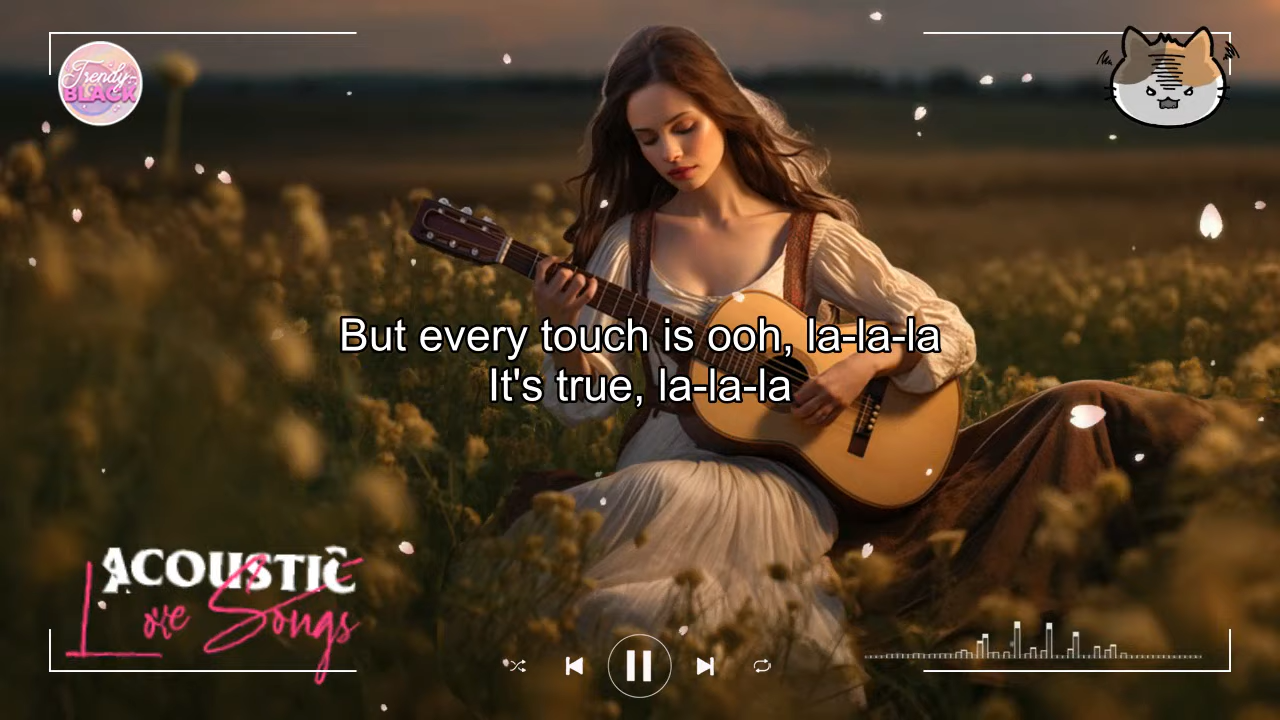 Trendy
BLACK
But every touch is ooh, la-la-la
It's true, la-la-la
ACOUSTIC
Love Songs